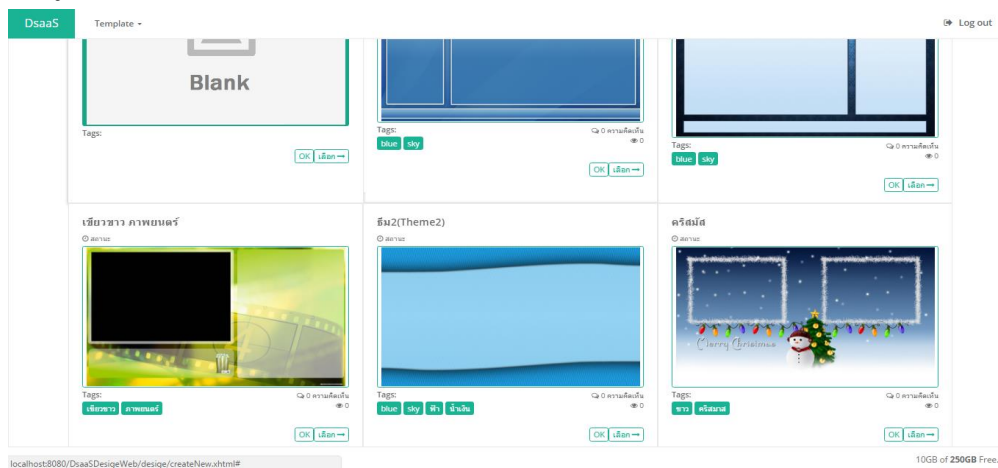 DsaaS Template Log out
Blank
Tags:
OK เลือก
Tags: 0 ความคิดเห็น
blue sky 0
OK เลือก
Tags: 0 ความคิดเห็น
blue sky 0
OK เลือก
เขียวขาว ภาพยนตร์
สถานะ
Tags: 0 ความคิดเห็น
เขียวขาว ภาพยนตร์ 0
OK เลือก
ธีม2(Theme2)
สถานะ
Tags: 0 ความคิดเห็น
blue sky ฟ้า น้ำเงิน 0
OK เลือก
คริสมัส
สถานะ
Merry Christmas
Tags: 0 ความคิดเห็น
ขาว คริสมาส 0
OK เลือก
localhost:8080/DsaaSDesigeWeb/desige/createNew.xhtml#
10GB of 250GB Free.